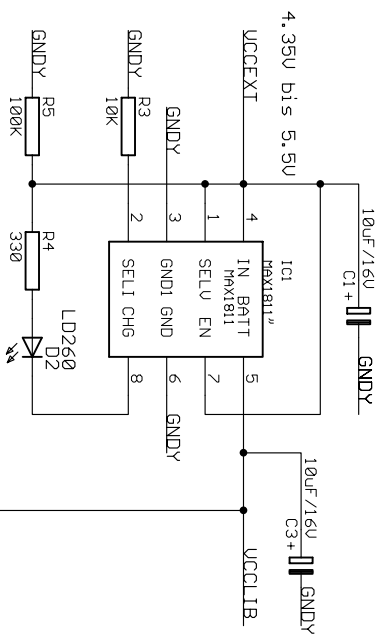 10uF/16V
C1+
GNDY
10uF/16V
C3+
GNDY
4.35V bis 5.5V
IC1
MAX1811"
VCCEXT
4
IN BATT
5
VCCLIB
MAX1811
1
SELV EN
7
GNDY
3
GND1 GND
6
GNDY
GNDY
R3
10K
2
SELI CHG
8
LD260
D2
GNDY
R5
100K
R4
330